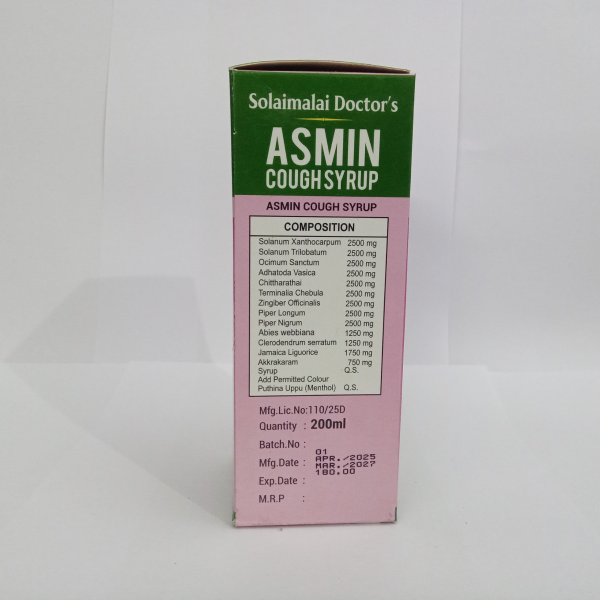 Solaimalai Doctor's
ASMIN
COUGH SYRUP
ASMIN COUGH SYRUP
COMPOSITION
Solanum Xanthocarpum 2500 mg
Solanum Trilobatum 2500 mg
Ocimum Sanctum 2500 mg
Adhatoda Vasica 2500 mg
Chittharathai 2500 mg
Terminalia Chebula 2500 mg
Zingiber Officinalis 2500 mg
Piper Longum 2500 mg
Piper Nigrum 2500 mg
Abies webbiana 1250 mg
Clerodendrum serratum 1250 mg
Jamaica Liguorice 1750 mg
Akkrakaram 750 mg
Syrup Q.S.
Add Permitted Colour
Puthina Uppu (Menthol) Q.S.
Mfg.Lic.No:110/25D
Quantity : 200ml
Batch.No : 01
Mfg.Date : APR./2025
Exp.Date : MAR./2027
M.R.P : 180.00